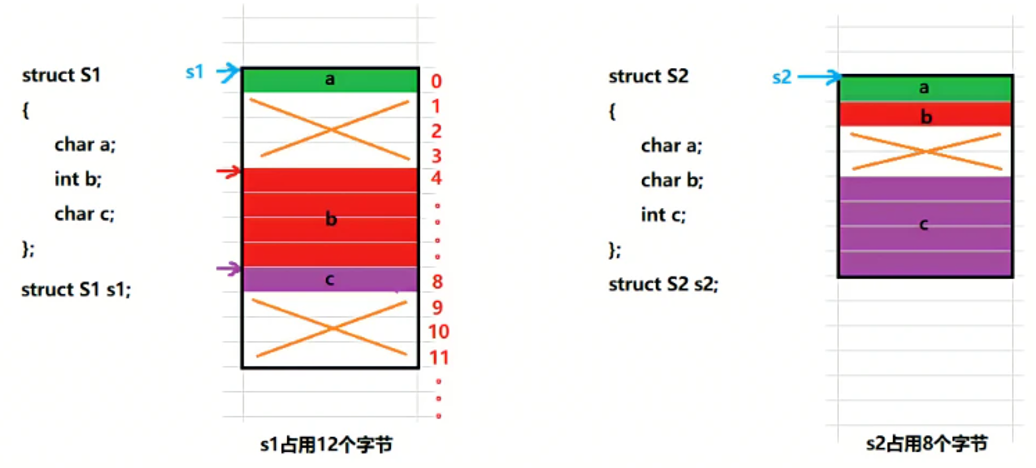 struct S1
{
char a;
int b;
char c;
};
struct S1 s1;
s1
a
b
c
0
1
2
3
4
8
9
10
11
s1占用12个字节
struct S2
{
char a;
char b;
int c;
};
struct S2 s2;
s2
a
b
c
s2占用8个字节